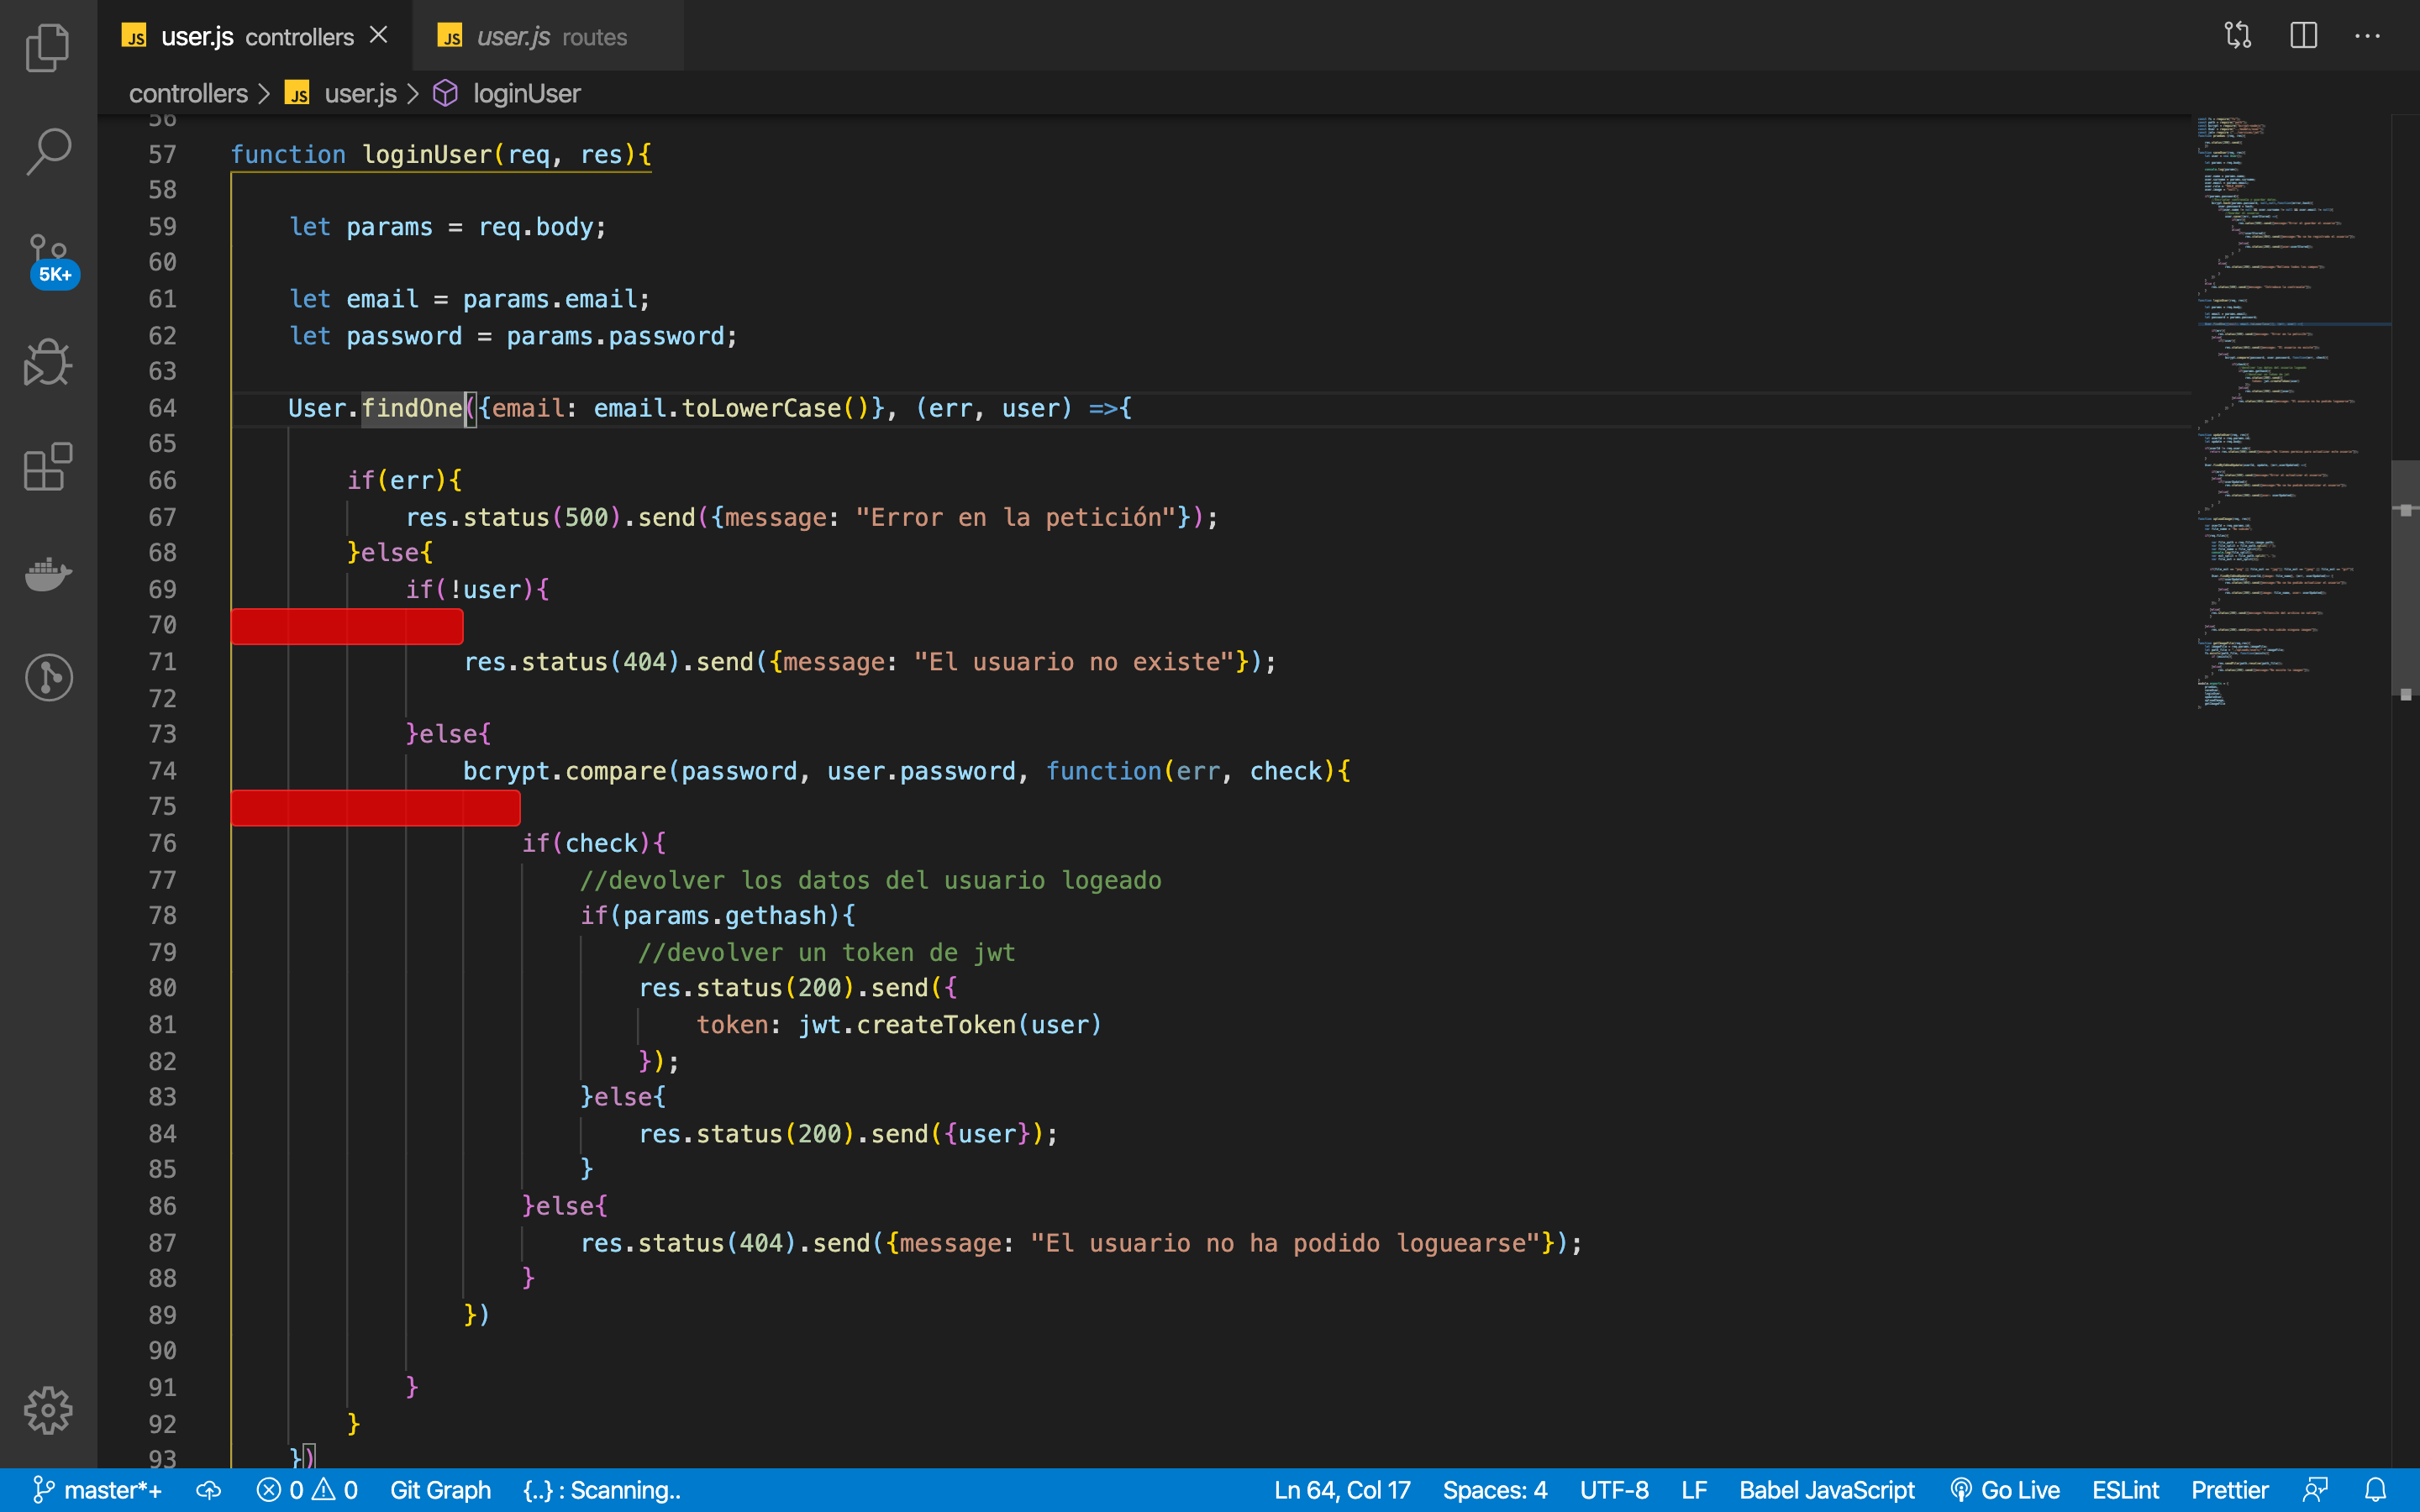 JS user.js controllers JS user.js routes
controllers > JS user.js > loginUser
56
57 function loginUser(req, res){
58
59 let params = req.body;
60
61 let email = params.email;
62 let password = params.password;
63
64 User.findOne({email: email.toLowerCase()}, (err, user) =>{
65
66 if(err){
67 res.status(500).send({message: "Error en la petición"});
68 }else{
69 if(!user){
70
71 res.status(404).send({message: "El usuario no existe"});
72
73 }else{
74 bcrypt.compare(password, user.password, function(err, check){
75
76 if(check){
77 //devolver los datos del usuario logeado
78 if(params.gethash){
79 //devolver un token de jwt
80 res.status(200).send({
81 token: jwt.createToken(user)
82 });
83 }else{
84 res.status(200).send({user});
85 }
86 }else{
87 res.status(404).send({message: "El usuario no ha podido loguearse"});
88 }
89 })
90
91 }
92 }
93 })
5K+
master*+ 0 0 Git Graph {..} : Scanning.. Ln 64, Col 17 Spaces: 4 UTF-8 LF Babel JavaScript Go Live ESLint Prettier